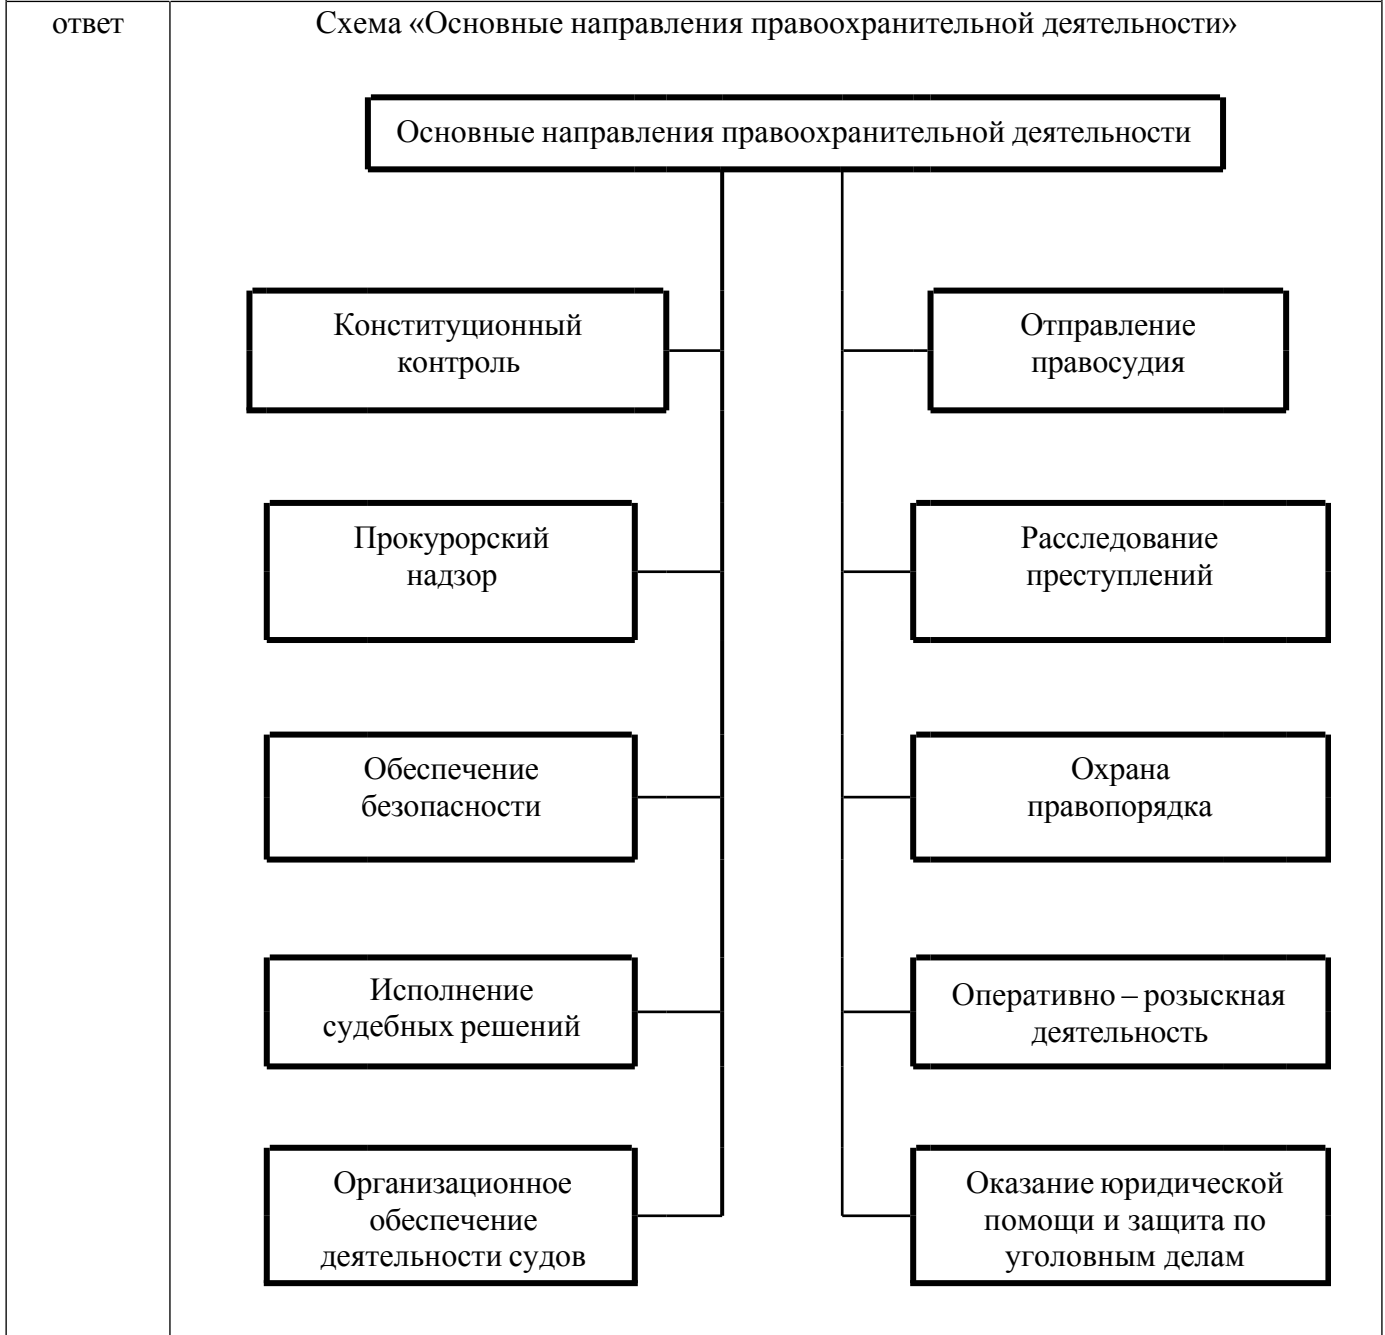 ответ
Схема «Основные направления правоохранительной деятельности»
Основные направления правоохранительной деятельности
Конституционный
контроль
Отправление
правосудия
Прокурорский
надзор
Расследование
преступлений
Обеспечение
безопасности
Охрана
правопорядка
Исполнение
судебных решений
Оперативно – розыскная
деятельность
Организационное
обеспечение
деятельности судов
Оказание юридической
помощи и защита по
уголовным делам